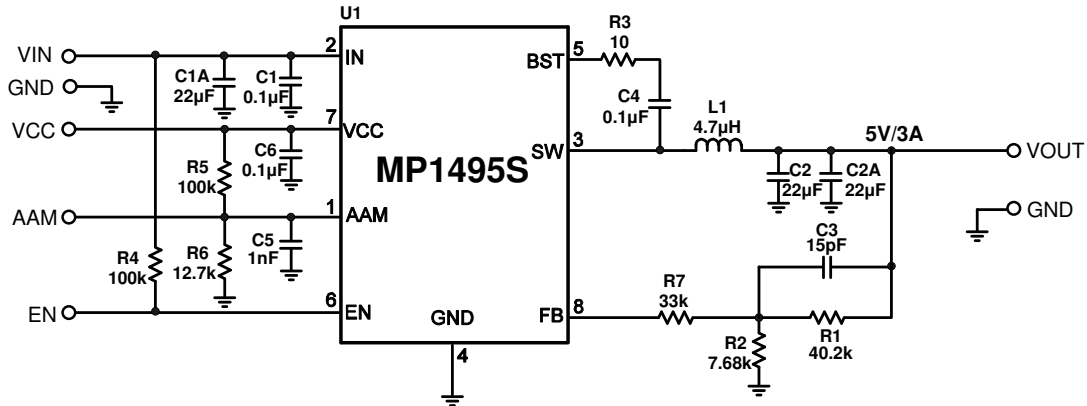 U1
VIN
2
IN
C1A
22µF
C1
0.1µF
GND
VCC
7
VCC
R5
100k
C6
0.1µF
MP1495S
AAM
1
AAM
R4
100k
R6
12.7k
C5
1nF
EN
6
EN
GND
4
BST
5
R3
10
C4
0.1µF
SW
3
L1
4.7µH
5V/3A
VOUT
C2
22µF
C2A
22µF
GND
C3
15pF
FB
8
R7
33k
R2
7.68k
R1
40.2k